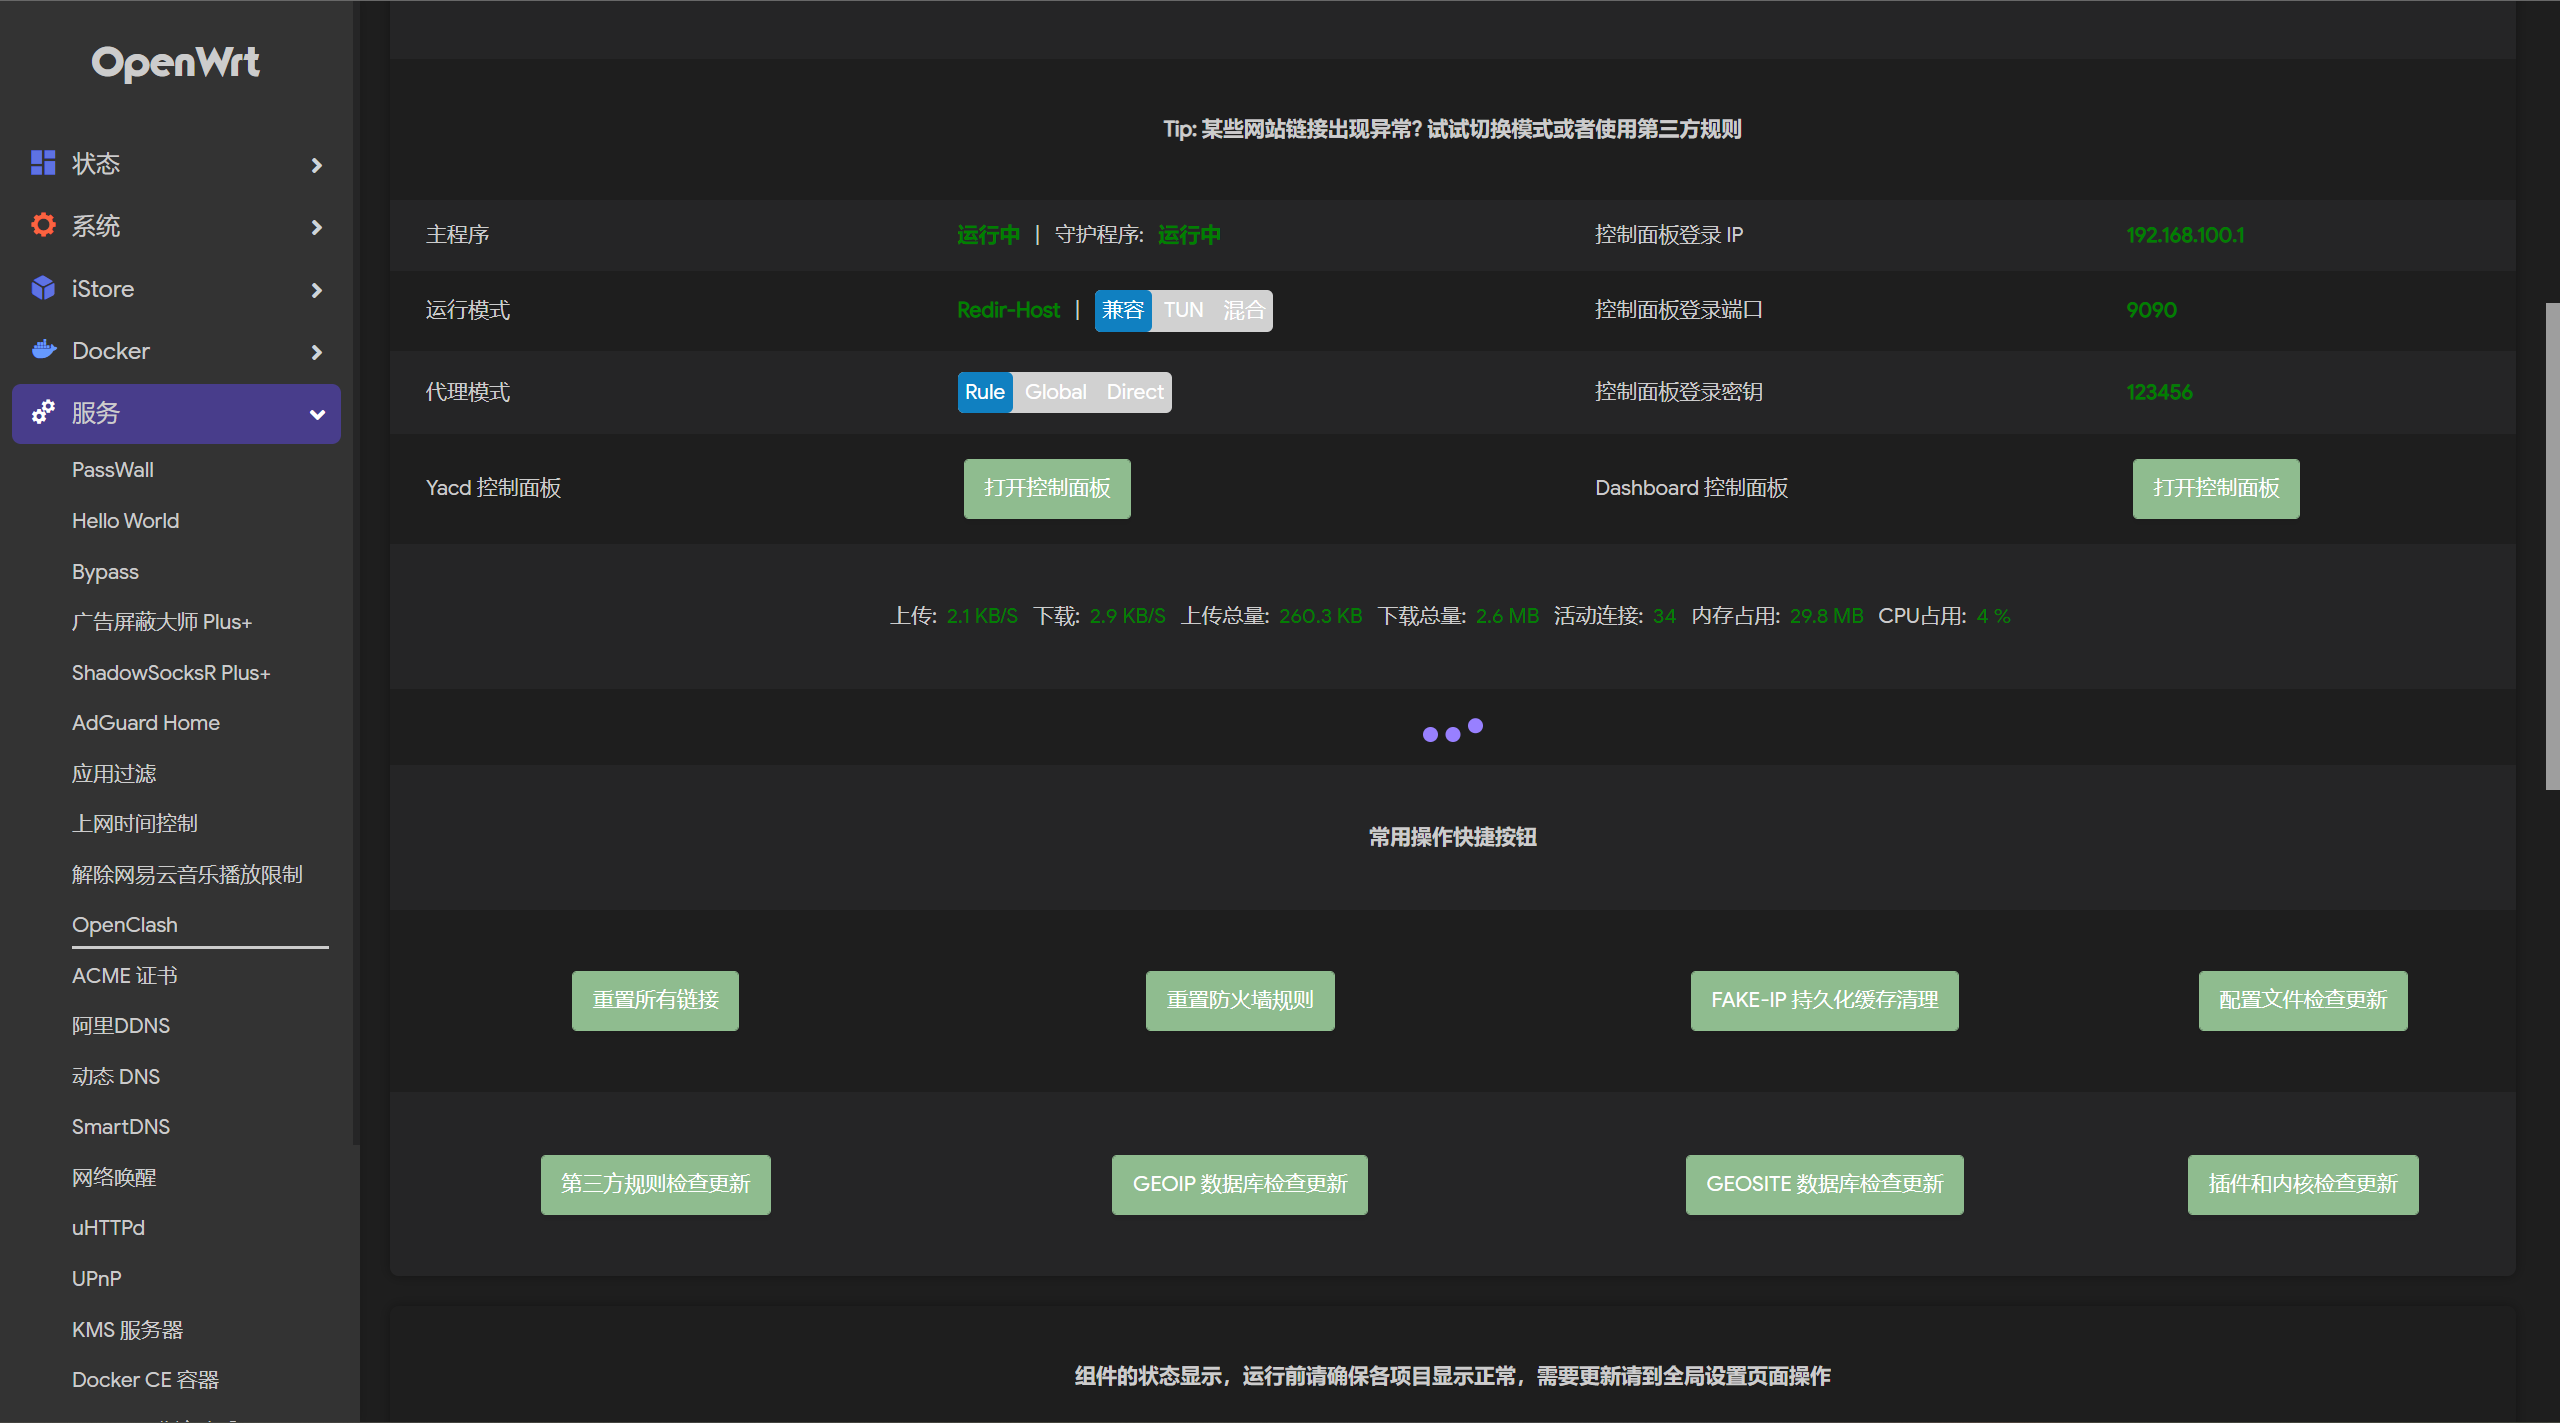 OpenWrt
状态
系统
iStore
Docker
服务
PassWall
Hello World
Bypass
广告屏蔽大师 Plus+
ShadowSocksR Plus+
AdGuard Home
应用过滤
上网时间控制
解除网易云音乐播放限制
OpenClash
ACME 证书
阿里DDNS
动态 DNS
SmartDNS
网络唤醒
uHTTPd
UPnP
KMS 服务器
Docker CE 容器
Tip: 某些网站链接出现异常? 试试切换模式或者使用第三方规则
主程序 运行中 | 守护程序: 运行中 控制面板登录 IP 192.168.100.1
运行模式 Redir-Host | 兼容 TUN 混合 控制面板登录端口 9090
代理模式 Rule Global Direct 控制面板登录密钥 123456
Yacd 控制面板 打开控制面板 Dashboard 控制面板 打开控制面板
上传: 2.1 KB/S 下载: 2.9 KB/S 上传总量: 260.3 KB 下载总量: 2.6 MB 活动连接: 34 内存占用: 29.8 MB CPU占用: 4 %
常用操作快捷按钮
重置所有链接 重置防火墙规则 FAKE-IP 持久化缓存清理 配置文件检查更新
第三方规则检查更新 GEOIP 数据库检查更新 GEOSITE 数据库检查更新 插件和内核检查更新
组件的状态显示，运行前请确保各项目显示正常，需要更新请到全局设置页面操作